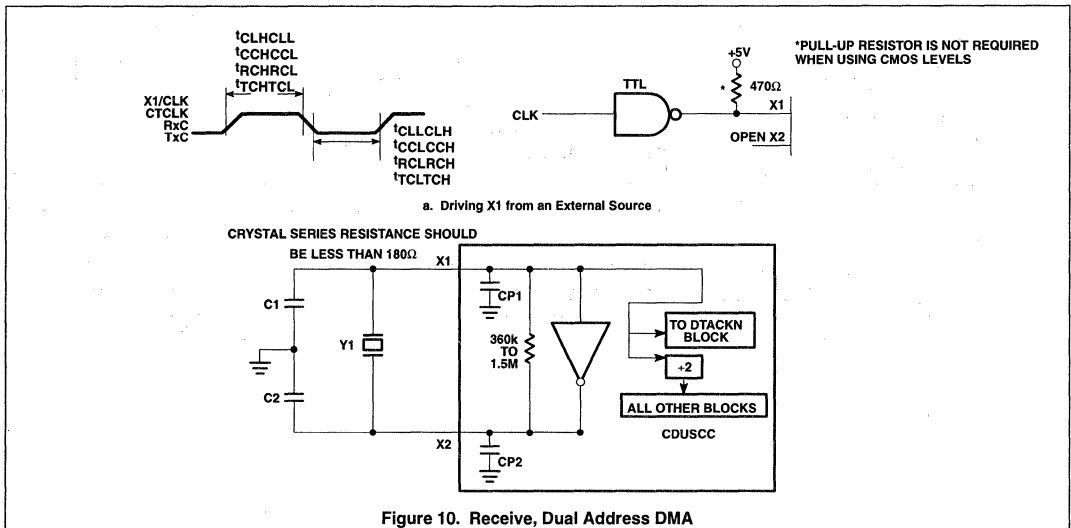 tCLHCLL
tCCHCCL
tRCHRCL
tTCHTCL
X1/CLK
CTCLK
RxC
TxC
tCLLCLH
tCCLCCH
tRCLRCH
tTCLTCH
CLK
TTL
+5V
*
470Ω
X1
OPEN X2
*PULL-UP RESISTOR IS NOT REQUIRED
WHEN USING CMOS LEVELS
a. Driving X1 from an External Source
CRYSTAL SERIES RESISTANCE SHOULD
BE LESS THAN 180Ω
X1
C1
CP1
Y1
360k
TO
1.5M
TO DTACKN
BLOCK
÷2
C2
ALL OTHER BLOCKS
CDUSCC
X2
CP2
Figure 10. Receive, Dual Address DMA